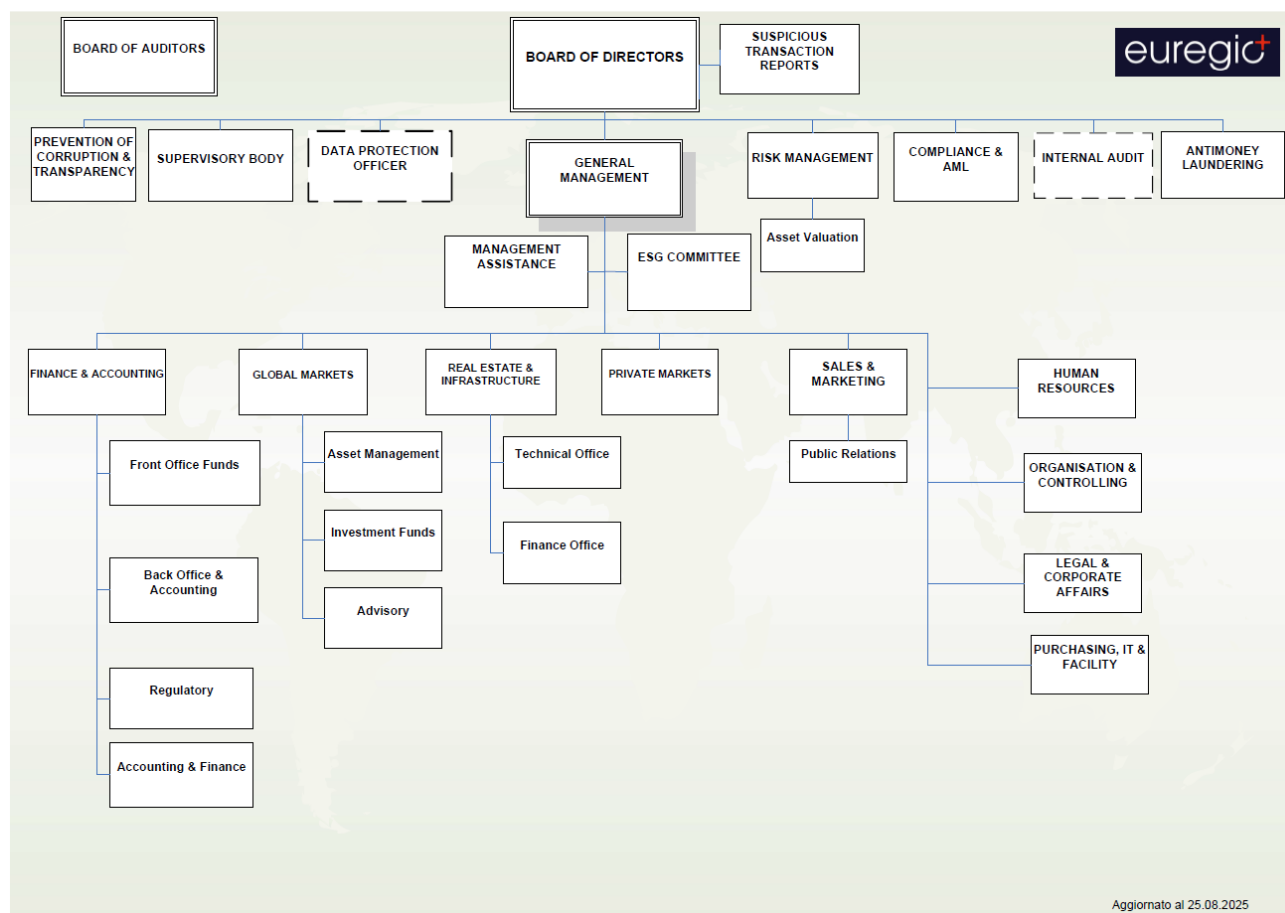 BOARD OF AUDITORS
BOARD OF DIRECTORS
SUSPICIOUS
TRANSACTION
REPORTS
euregio+
PREVENTION OF
CORRUPTION &
TRANSPARENCY
SUPERVISORY BODY
DATA PROTECTION
OFFICER
GENERAL
MANAGEMENT
RISK MANAGEMENT
COMPLIANCE &
AML
INTERNAL AUDIT
ANTIMONEY
LAUNDERING
Asset Valuation
MANAGEMENT
ASSISTANCE
ESG COMMITTEE
FINANCE & ACCOUNTING
GLOBAL MARKETS
REAL ESTATE &
INFRASTRUCTURE
PRIVATE MARKETS
SALES &
MARKETING
HUMAN
RESOURCES
Front Office Funds
Asset Management
Technical Office
Public Relations
ORGANISATION &
CONTROLLING
Investment Funds
Finance Office
Back Office &
Accounting
Advisory
LEGAL &
CORPORATE
AFFAIRS
PURCHASING, IT &
FACILITY
Regulatory
Accounting & Finance
Aggiornato al 25.08.2025